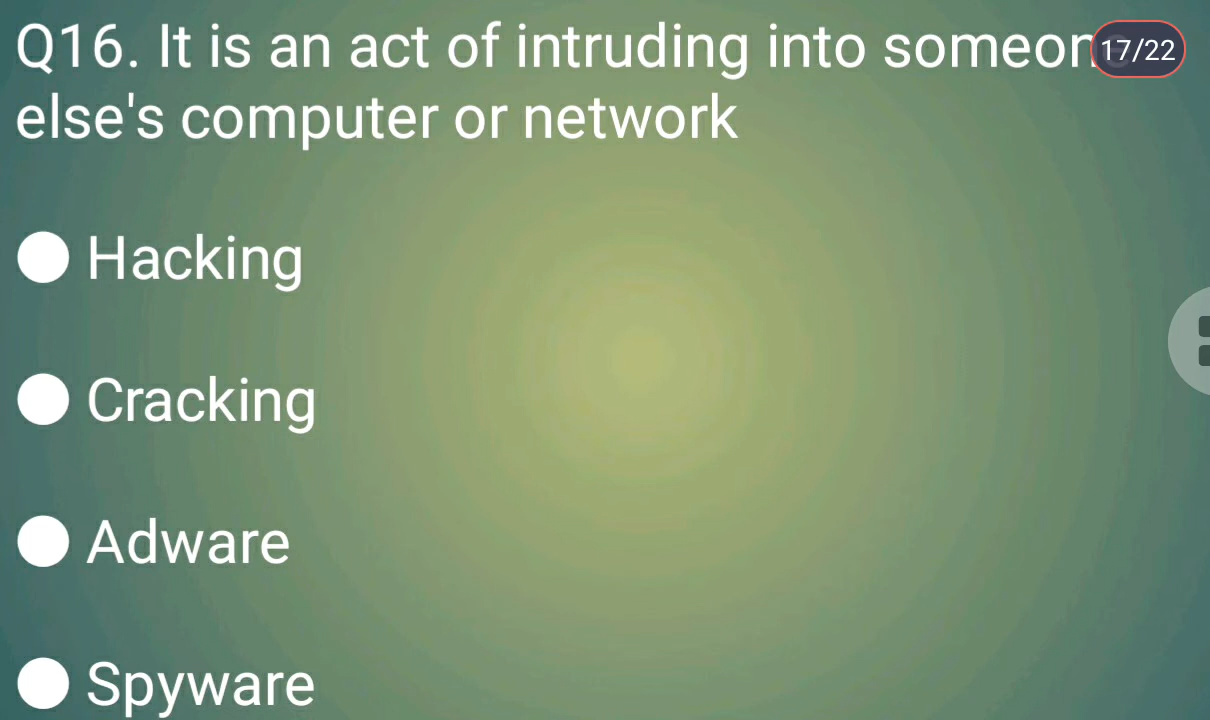 Q16. It is an act of intruding into someon
17/22
else's computer or network
Hacking
Cracking
Adware
Spyware